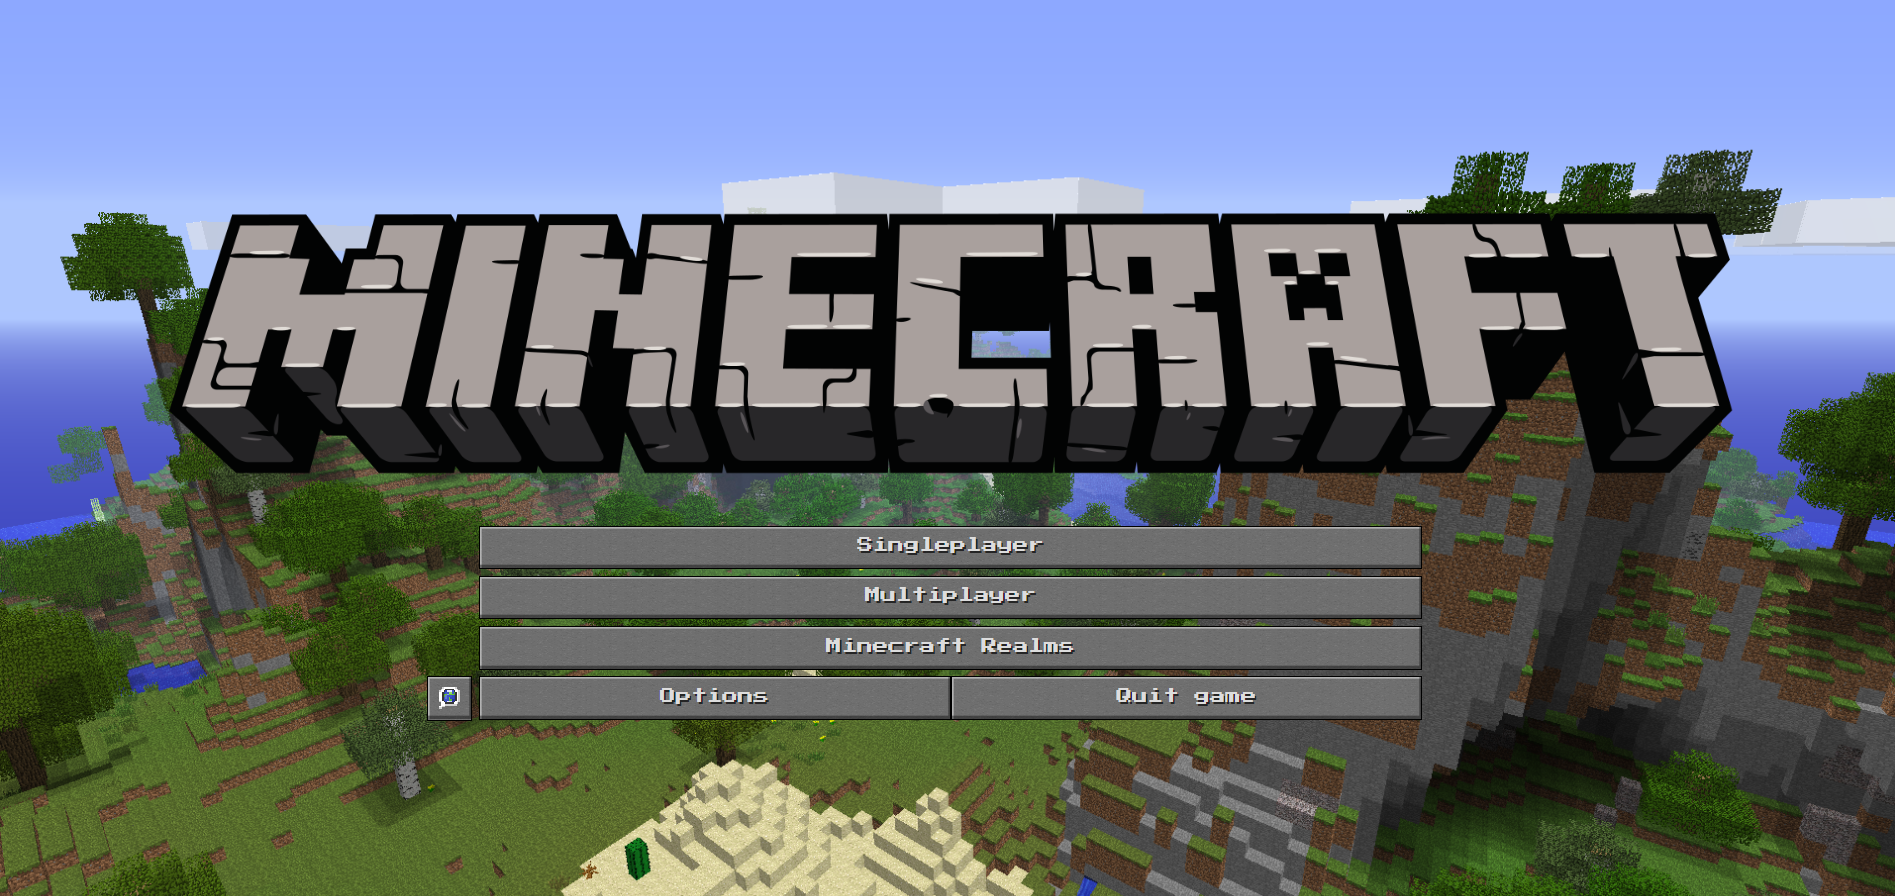 MINECRAFT
Singleplayer
Multiplayer
Minecraft Realms
Options
Quit game